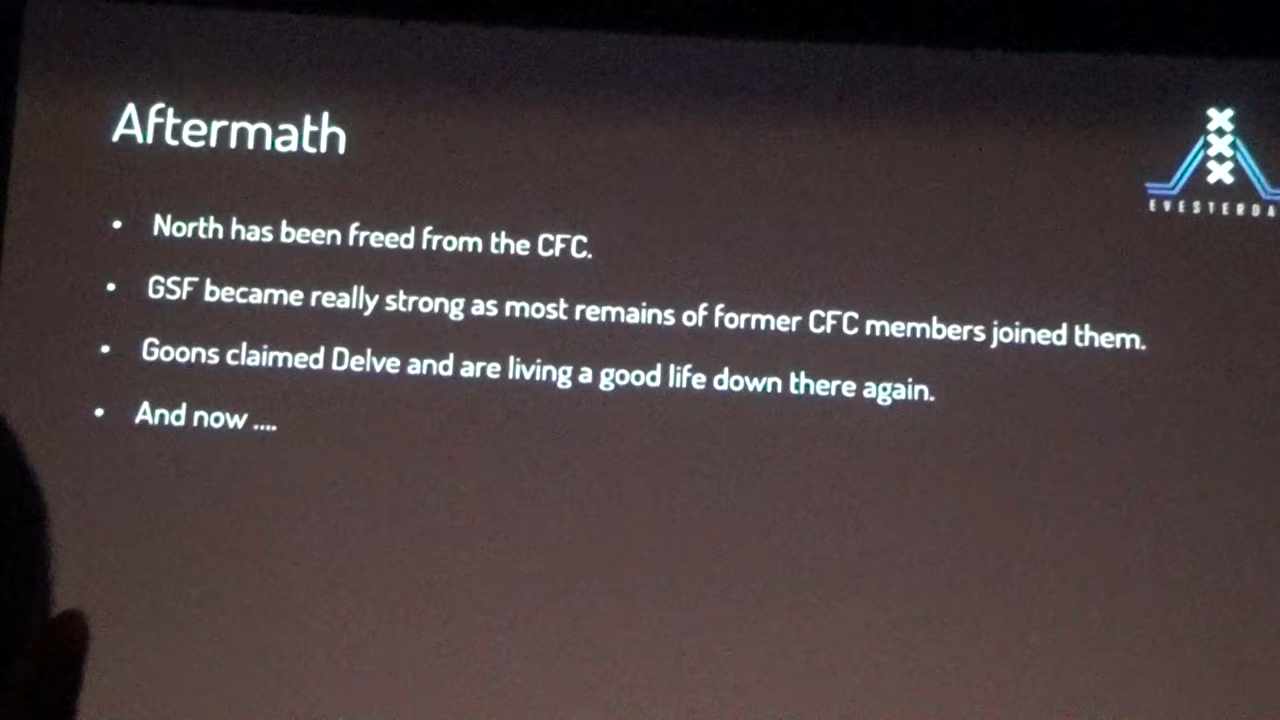 Aftermath
• North has been freed from the CFC.
• GSF became really strong as most remains of former CFC members joined them.
• Goons claimed Delve and are living a good life down there again.
• And now ....
XXX
EVESTERDA